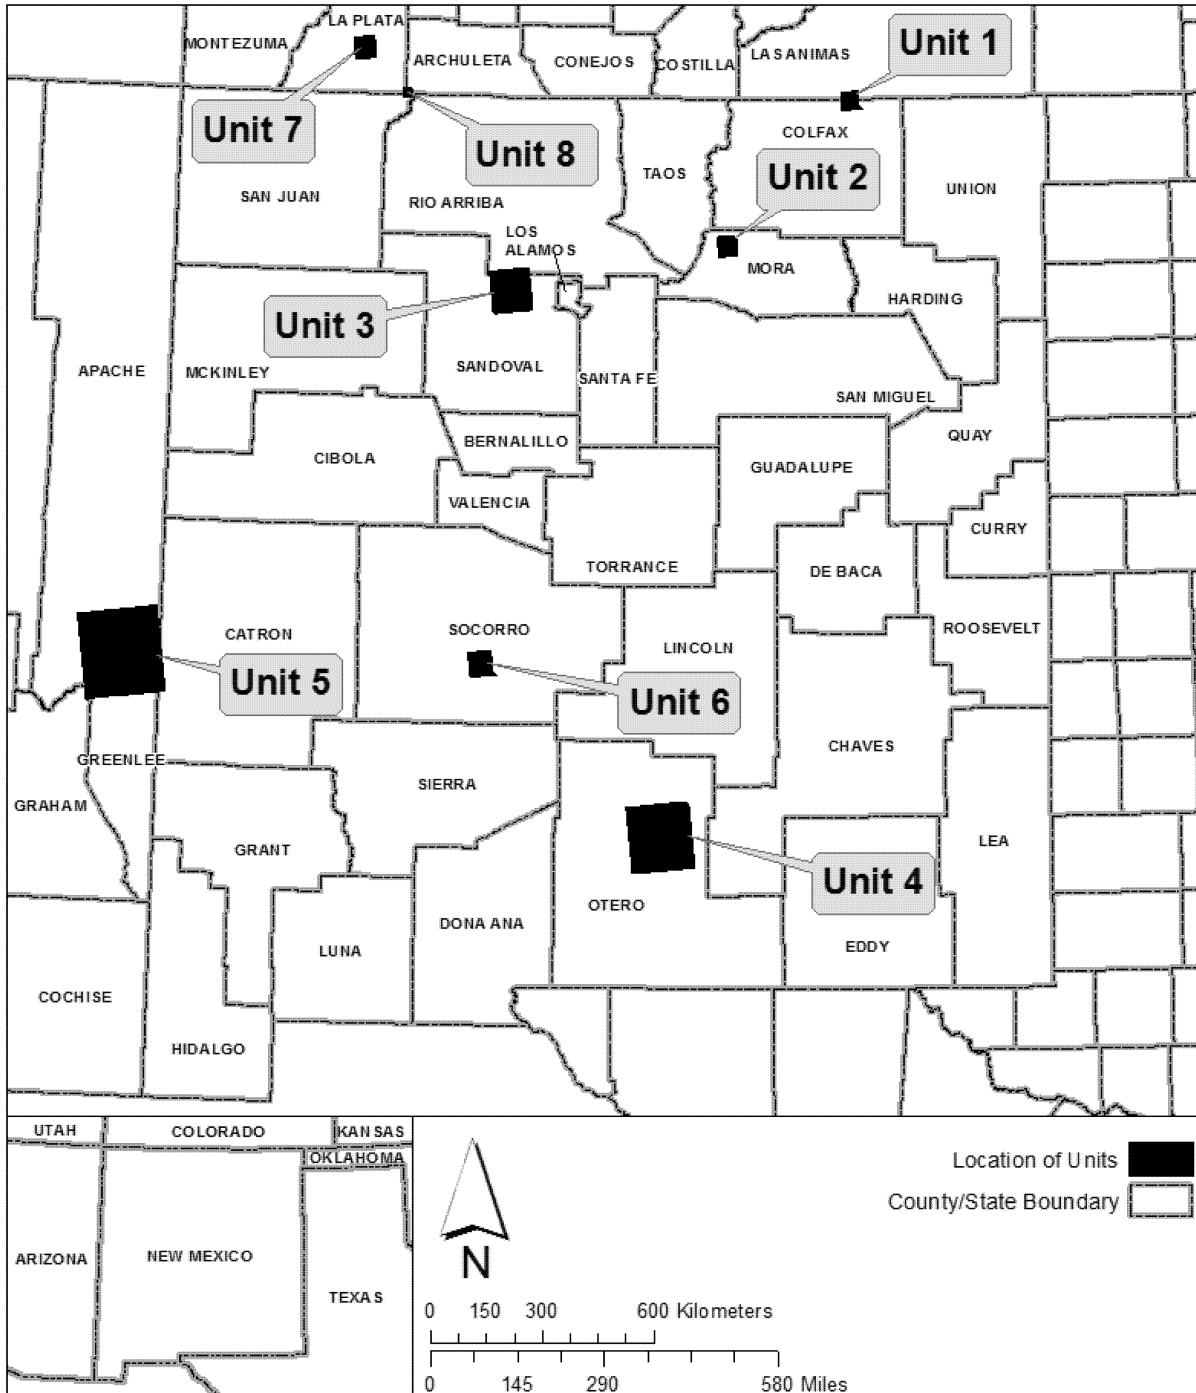 LA PLATA
MONTEZUMA
ARCHULETA
CONEJOS
COSTILLA
LAS ANIMAS
Unit 1
Unit 7
Unit 8
COLFAX
Unit 2
TAOS
UNION
SAN JUAN
RIO ARRIBA
LOS
ALAMOS
MORA
HARDING
Unit 3
APACHE
MCKINLEY
SANDOVAL
SANTA FE
SAN MIGUEL
QUAY
BERNALILLO
CIBOLA
GUADALUPE
VALENCIA
CURRY
TORRANCE
DE BACA
CATRON
SOCORRO
LINCOLN
ROOSEVELT
Unit 5
Unit 6
CHAVES
GREENLEE
SIERRA
GRAHAM
GRANT
LEA
Unit 4
OTERO
DONA ANA
EDDY
LUNA
COCHISE
HIDALGO
UTAH
COLORADO
KANSAS
OKLAHOMA
ARIZONA
NEW MEXICO
TEXAS
N
Location of Units
County/State Boundary
0 150 300 600 Kilometers
0 145 290 580 Miles